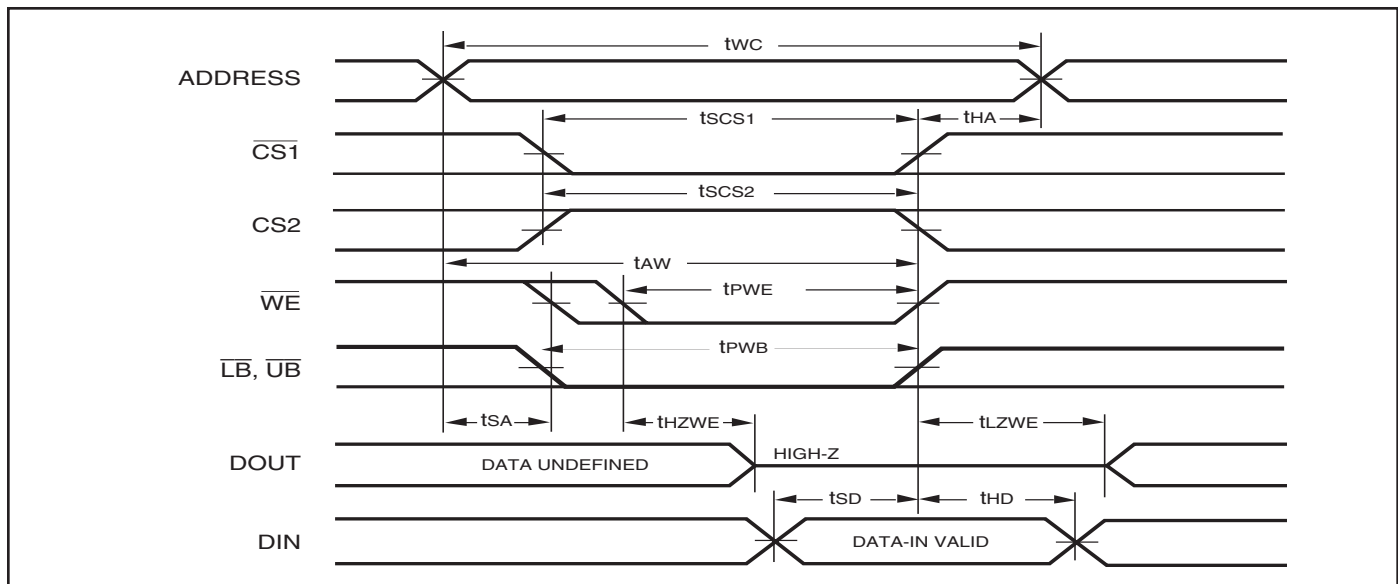 tWC
ADDRESS
tSCS1
tHA
CS1
tSCS2
CS2
tAW
WE
tPWE
tPWB
LB, UB
tSA
tHZWE
tLZWE
DOUT
DATA UNDEFINED
HIGH-Z
tSD
tHD
DIN
DATA-IN VALID